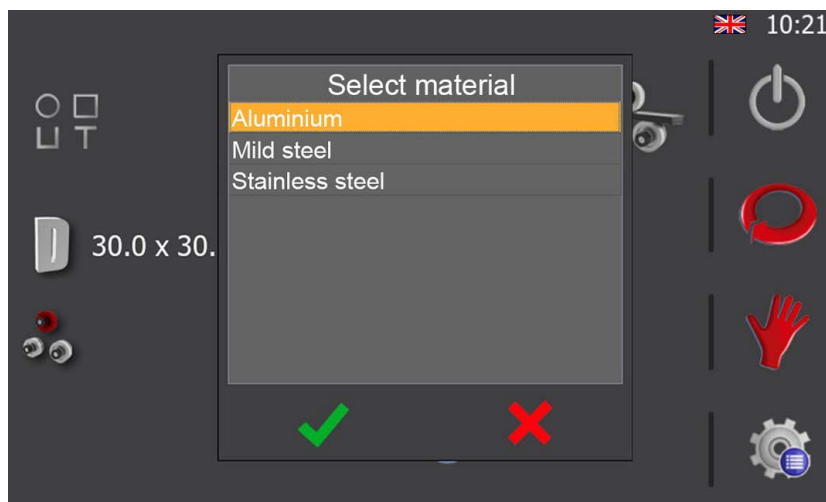 10:21
Select material
Aluminium
Mild steel
Stainless steel
30.0 x 30.